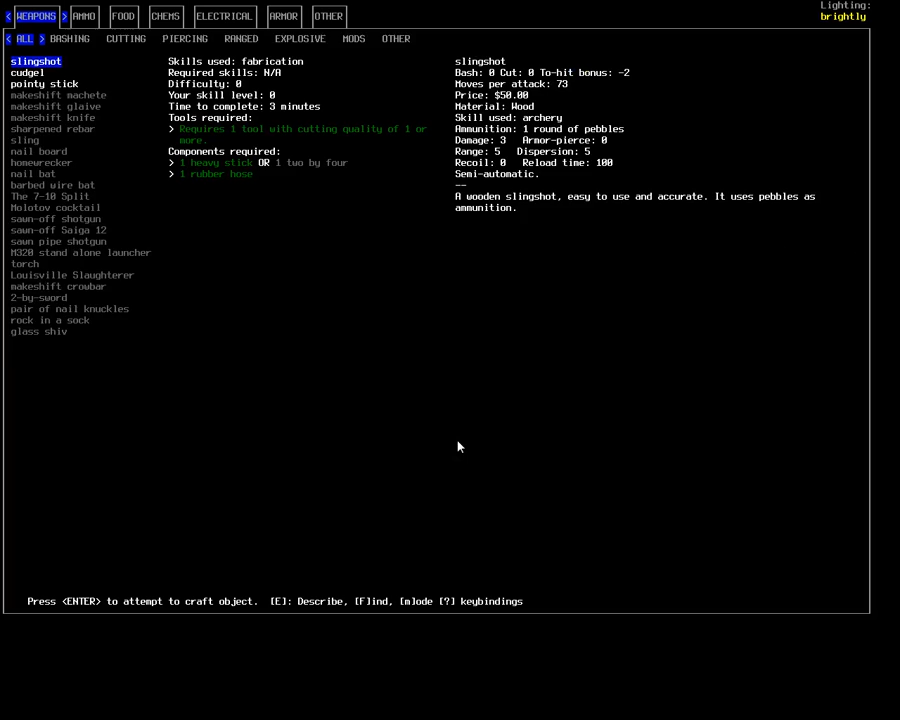 Lighting:
< WEAPONS > AMMO FOOD CHEMS ELECTRICAL ARMOR OTHER brightly
< ALL > BASHING CUTTING PIERCING RANGED EXPLOSIVE MODS OTHER
slingshot
cudgel
pointy stick
makeshift machete
makeshift glaive
makeshift knife
sharpened rebar
sling
nail board
homewrecker
nail bat
barbed wire bat
The 7-10 Split
Molotov cocktail
sawn-off shotgun
sawn-off Saiga 12
sawn pipe shotgun
M320 stand alone launcher
torch
Louisville Slaughterer
makeshift crowbar
2-by-sword
pair of nail knuckles
rock in a sock
glass shiv
Skills used: fabrication
Required skills: N/A
Difficulty: 0
Your skill level: 0
Time to complete: 3 minutes
Tools required:
> Requires 1 tool with cutting quality of 1 or
more.
Components required:
> 1 heavy stick OR 1 two by four
> 1 rubber hose
slingshot
Bash: 0 Cut: 0 To-hit bonus: -2
Moves per attack: 73
Price: $50.00
Material: Wood
Skill used: archery
Ammunition: 1 round of pebbles
Damage: 3 Armor-pierce: 0
Range: 5 Dispersion: 5
Recoil: 0 Reload time: 100
Semi-automatic.
--
A wooden slingshot, easy to use and accurate. It uses pebbles as
ammunition.
Press <ENTER> to attempt to craft object. [E]: Describe, [F]ind, [m]ode [?] keybindings